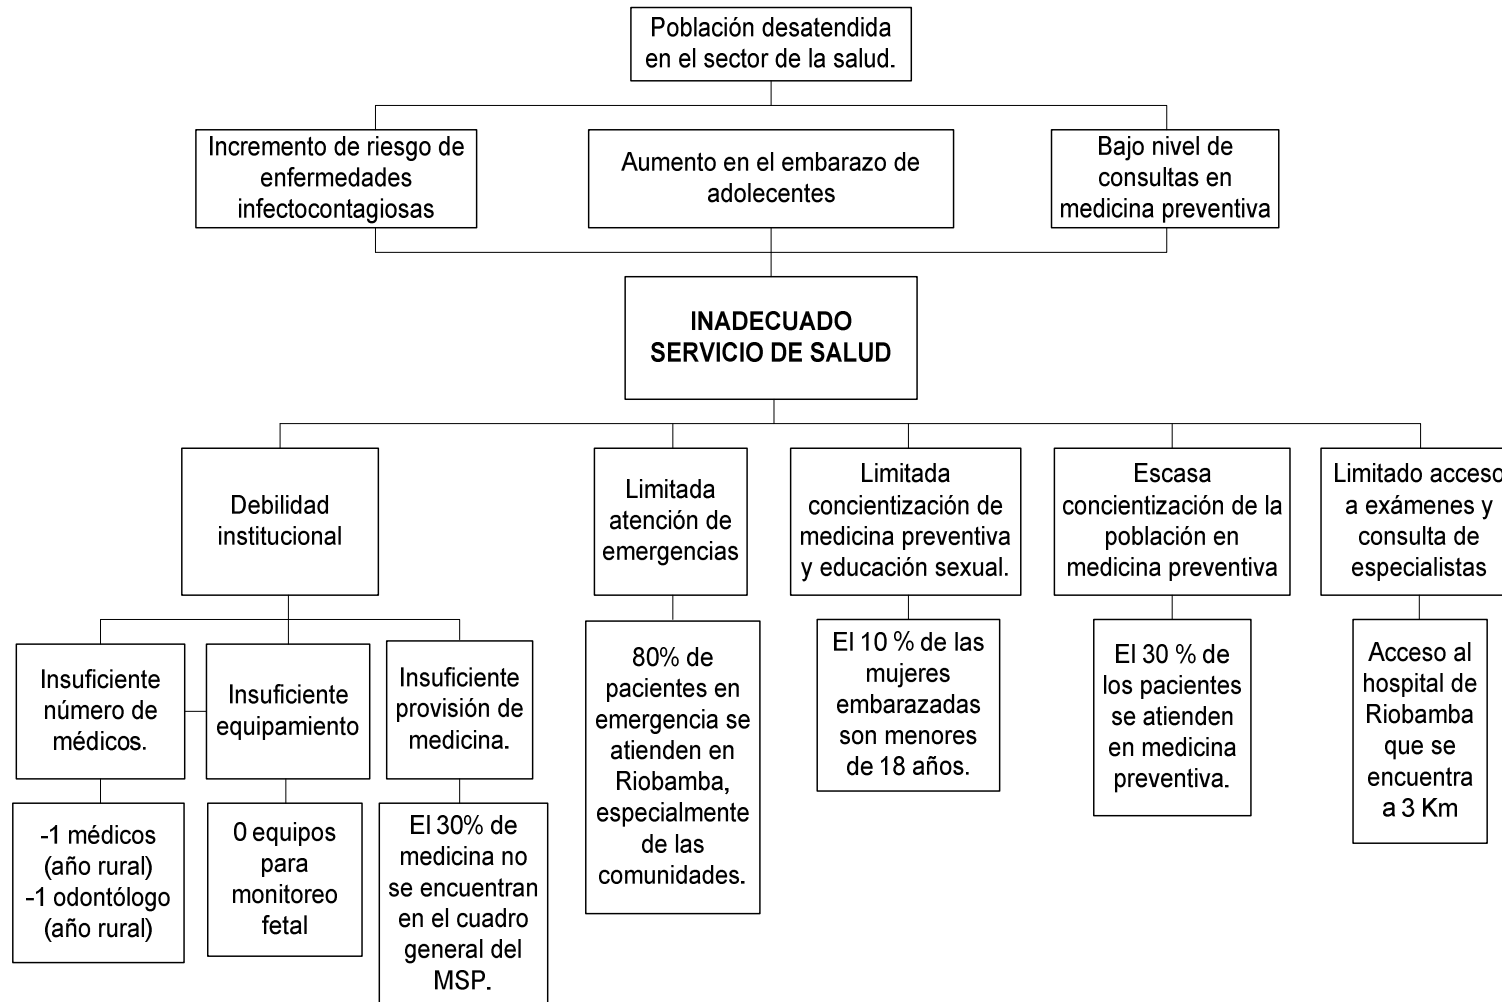 Población desatendida
en el sector de la salud.
Incremento de riesgo de
enfermedades
infectocontagiosas
Aumento en el embarazo de
adolecentes
Bajo nivel de
consultas en
medicina preventiva
INADECUADO
SERVICIO DE SALUD
Debilidad
institucional
Limitada
atención de
emergencias
Limitada
concientización de
medicina preventiva
y educación sexual.
Escasa
concientización de la
población en
medicina preventiva
Limitado acceso
a exámenes y
consulta de
especialistas
Insuficiente
número de
médicos.
Insuficiente
equipamiento
Insuficiente
provisión de
medicina.
80% de
pacientes en
emergencia se
atienden en
Riobamba,
especialmente
de las
comunidades.
El 10 % de las
mujeres
embarazadas
son menores
de 18 años.
El 30 % de
los pacientes
se atienden
en medicina
preventiva.
Acceso al
hospital de
Riobamba
que se
encuentra
a 3 Km
-1 médicos
(año rural)
-1 odontólogo
(año rural)
0 equipos
para
monitoreo
fetal
El 30% de
medicina no
se encuentran
en el cuadro
general del
MSP.